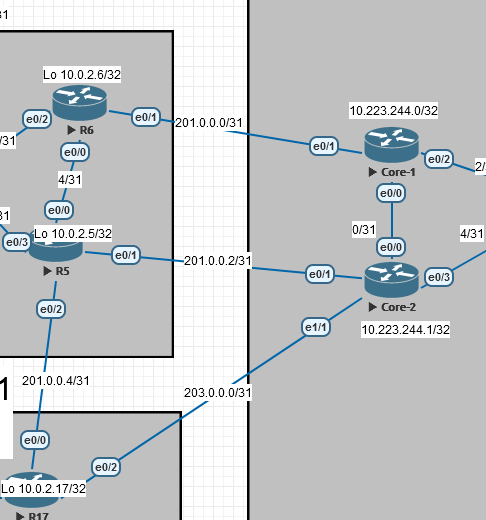 31
Lo 10.0.2.6/32
e0/2
R6
e0/1
201.0.0.0/31
/31
e0/0
4/31
e0/0
31
Lo 10.0.2.5/32
e0/3
R5
e0/1
201.0.0.2/31
e0/2
201.0.0.4/31
1
e0/0
Lo 10.0.2.17/32
R17
e0/2
203.0.0.0/31
10.223.244.0/32
e0/1
Core-1
e0/2
2/
e0/0
0/31
e0/0
4/31
e0/1
Core-2
e0/3
e1/1
10.223.244.1/32